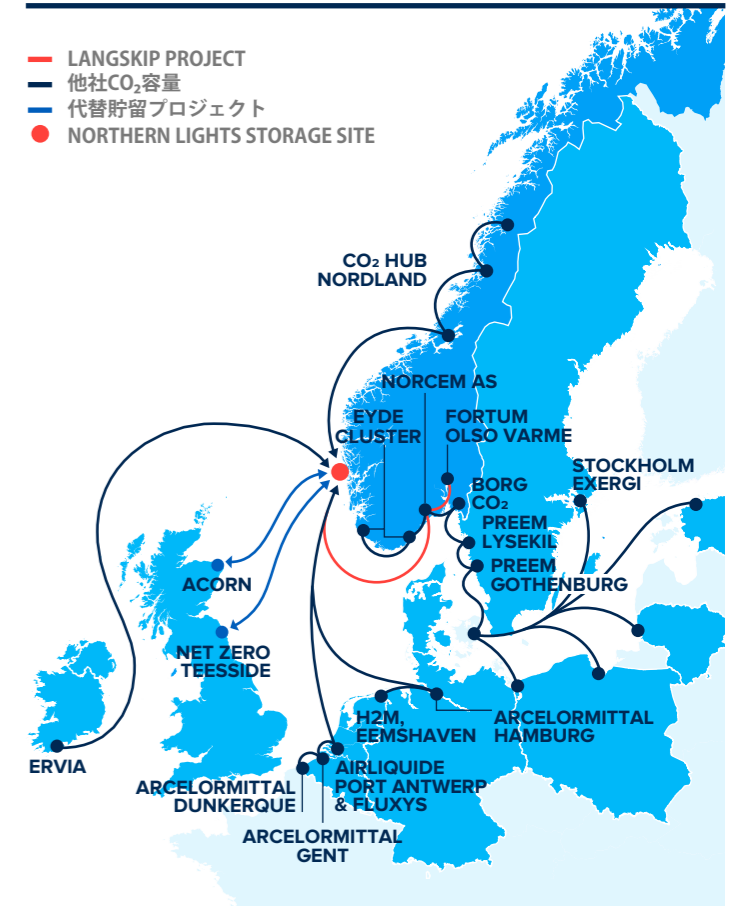 LANGSKIP PROJECT
他社CO₂容量
代替貯留プロジェクト
NORTHERN LIGHTS STORAGE SITE
CO₂ HUB
NORDLAND
NORCEM AS
EYDE
CLUSTER
FORTUM
OLSO VARME
STOCKHOLM
EXERGI
BORG
CO₂
PREEM
LYSEKIL
PREEM
GOTHENBURG
ACORN
NET ZERO
TEESSIDE
H2M,
EEMSHAVEN
ARCELORMITTAL
HAMBURG
ERVIA
AIRLIQUIDE
PORT ANTWERP
& FLUXYS
ARCELORMITTAL
DUNKERQUE
ARCELORMITTAL
GENT